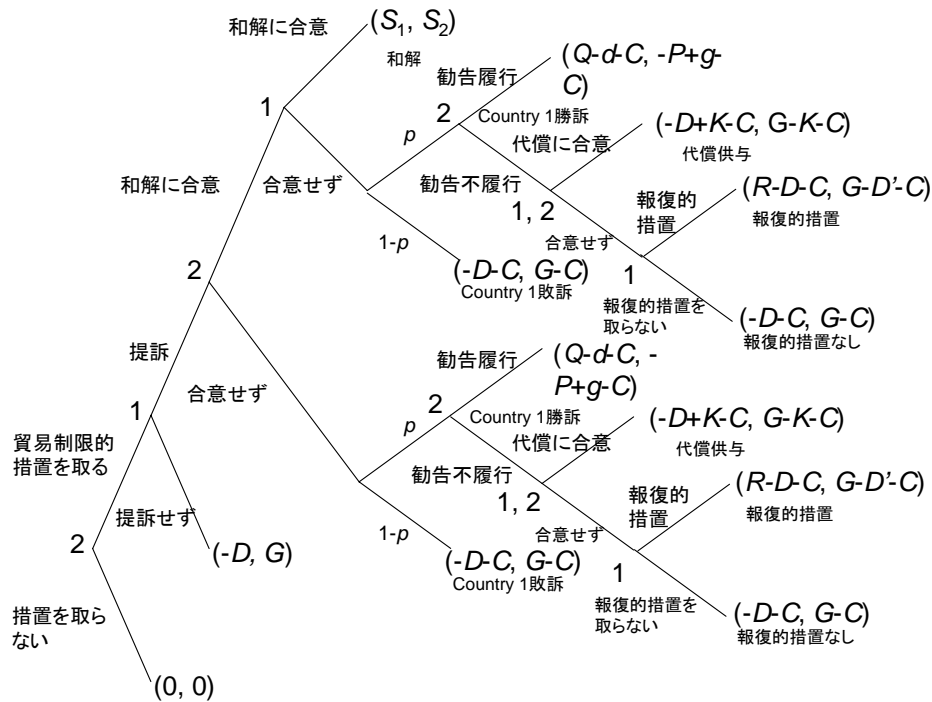 和解に合意
(S₁, S₂)
和解
1
勧告履行
(Q-d-C, -P+g-
C)
2
Country 1勝訴
p
代償に合意
(-D+K-C, G-K-C)
代償供与
和解に合意
合意せず
勧告不履行
1, 2
報復的
措置
(R-D-C, G-D'-C)
報復的措置
1-p
合意せず
2
(-D-C, G-C)
Country 1敗訴
1
報復的措置を
取らない
(-D-C, G-C)
報復的措置なし
提訴
合意せず
勧告履行
(Q-d-C, -
P+g-C)
1
2
Country 1勝訴
p
代償に合意
(-D+K-C, G-K-C)
代償供与
貿易制限的
措置を取る
勧告不履行
1, 2
報復的
措置
(R-D-C, G-D'-C)
報復的措置
提訴せず
1-p
合意せず
2
(-D, G)
(-D-C, G-C)
Country 1敗訴
1
報復的措置を
取らない
(-D-C, G-C)
報復的措置なし
措置を取ら
ない
(0, 0)